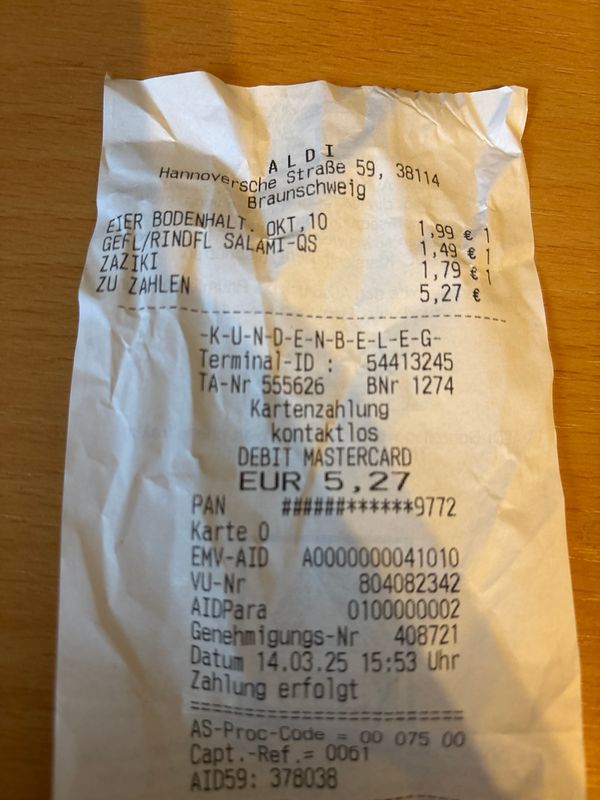 ALDI
Hannoversche Straße 59, 38114
Braunschweig
EIER BODENHALT. OKT,10 1,99 € 1
GEFL/RINDFL SALAMI-QS 1,49 € 1
ZAZIKI 1,79 € 1
ZU ZAHLEN 5,27 €
-K-U-N-D-E-N-B-E-L-E-G-
Terminal-ID : 54413245
TA-Nr 555626 BNr 1274
Kartenzahlung
kontaktlos
DEBIT MASTERCARD
EUR 5,27
PAN ######******9772
Karte 0
EMV-AID A0000000041010
VU-Nr 804082342
AIDPara 0100000002
Genehmigungs-Nr 408721
Datum 14.03.25 15:53 Uhr
Zahlung erfolgt
AS-Proc-Code = 00 075 00
Capt.-Ref.= 0061
AID59: 378038